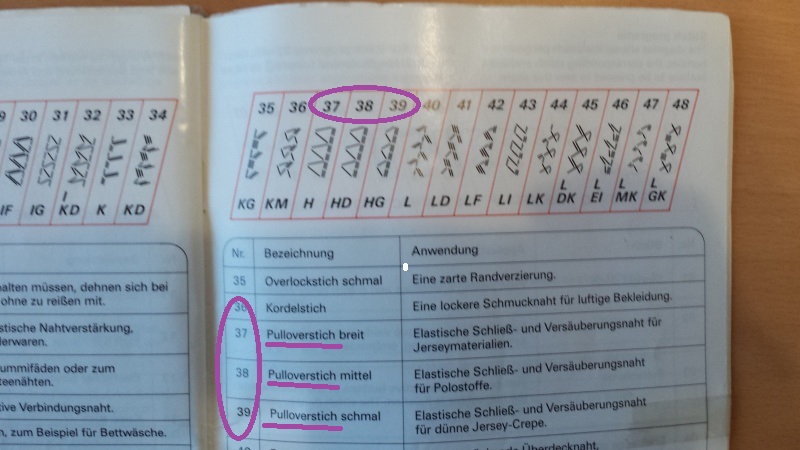 30 31 32 33 34
IF IG KD K KD
halten müssen, dehnen sich bei
ohne zu reißen mit.
Nahtverstärkung,
oder zum
Verbindungsnaht.
zum Beispiel für Bettwäsche.
35 36 37 38 39 40 41 42 43 44 45 46 47 48
KG KM H HD HG L LD LF LI LK L DK L EI L MK L GK
Nr. Bezeichnung Anwendung
35 Overlockstich schmal Eine zarte Randverzierung.
36 Kordelstich Eine lockere Schmucknaht für luftige Bekleidung.
37 Pulloverstich breit Elastische Schließ- und Versäuberungsnaht für
Jerseymaterialien.
38 Pulloverstich mittel Elastische Schließ- und Versäuberungsnaht
für Polostoffe.
39 Pulloverstich schmal Elastische Schließ- und Versäuberungsnaht
für dünne Jersey-Crepe.
Überdecknaht,